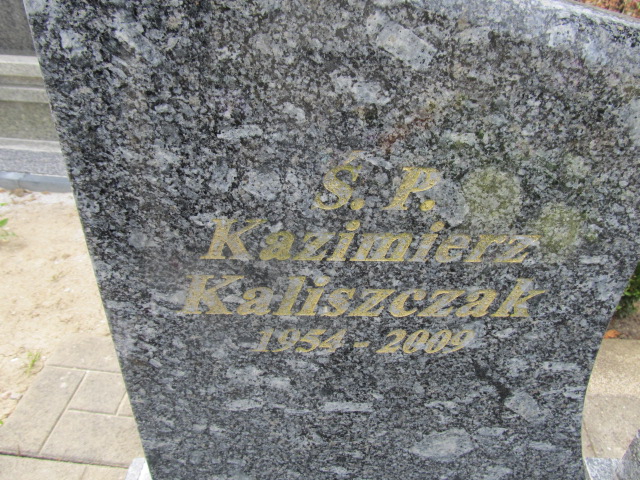 Ś. P.
Kazimierz
Kaliszczak
1954 - 2009